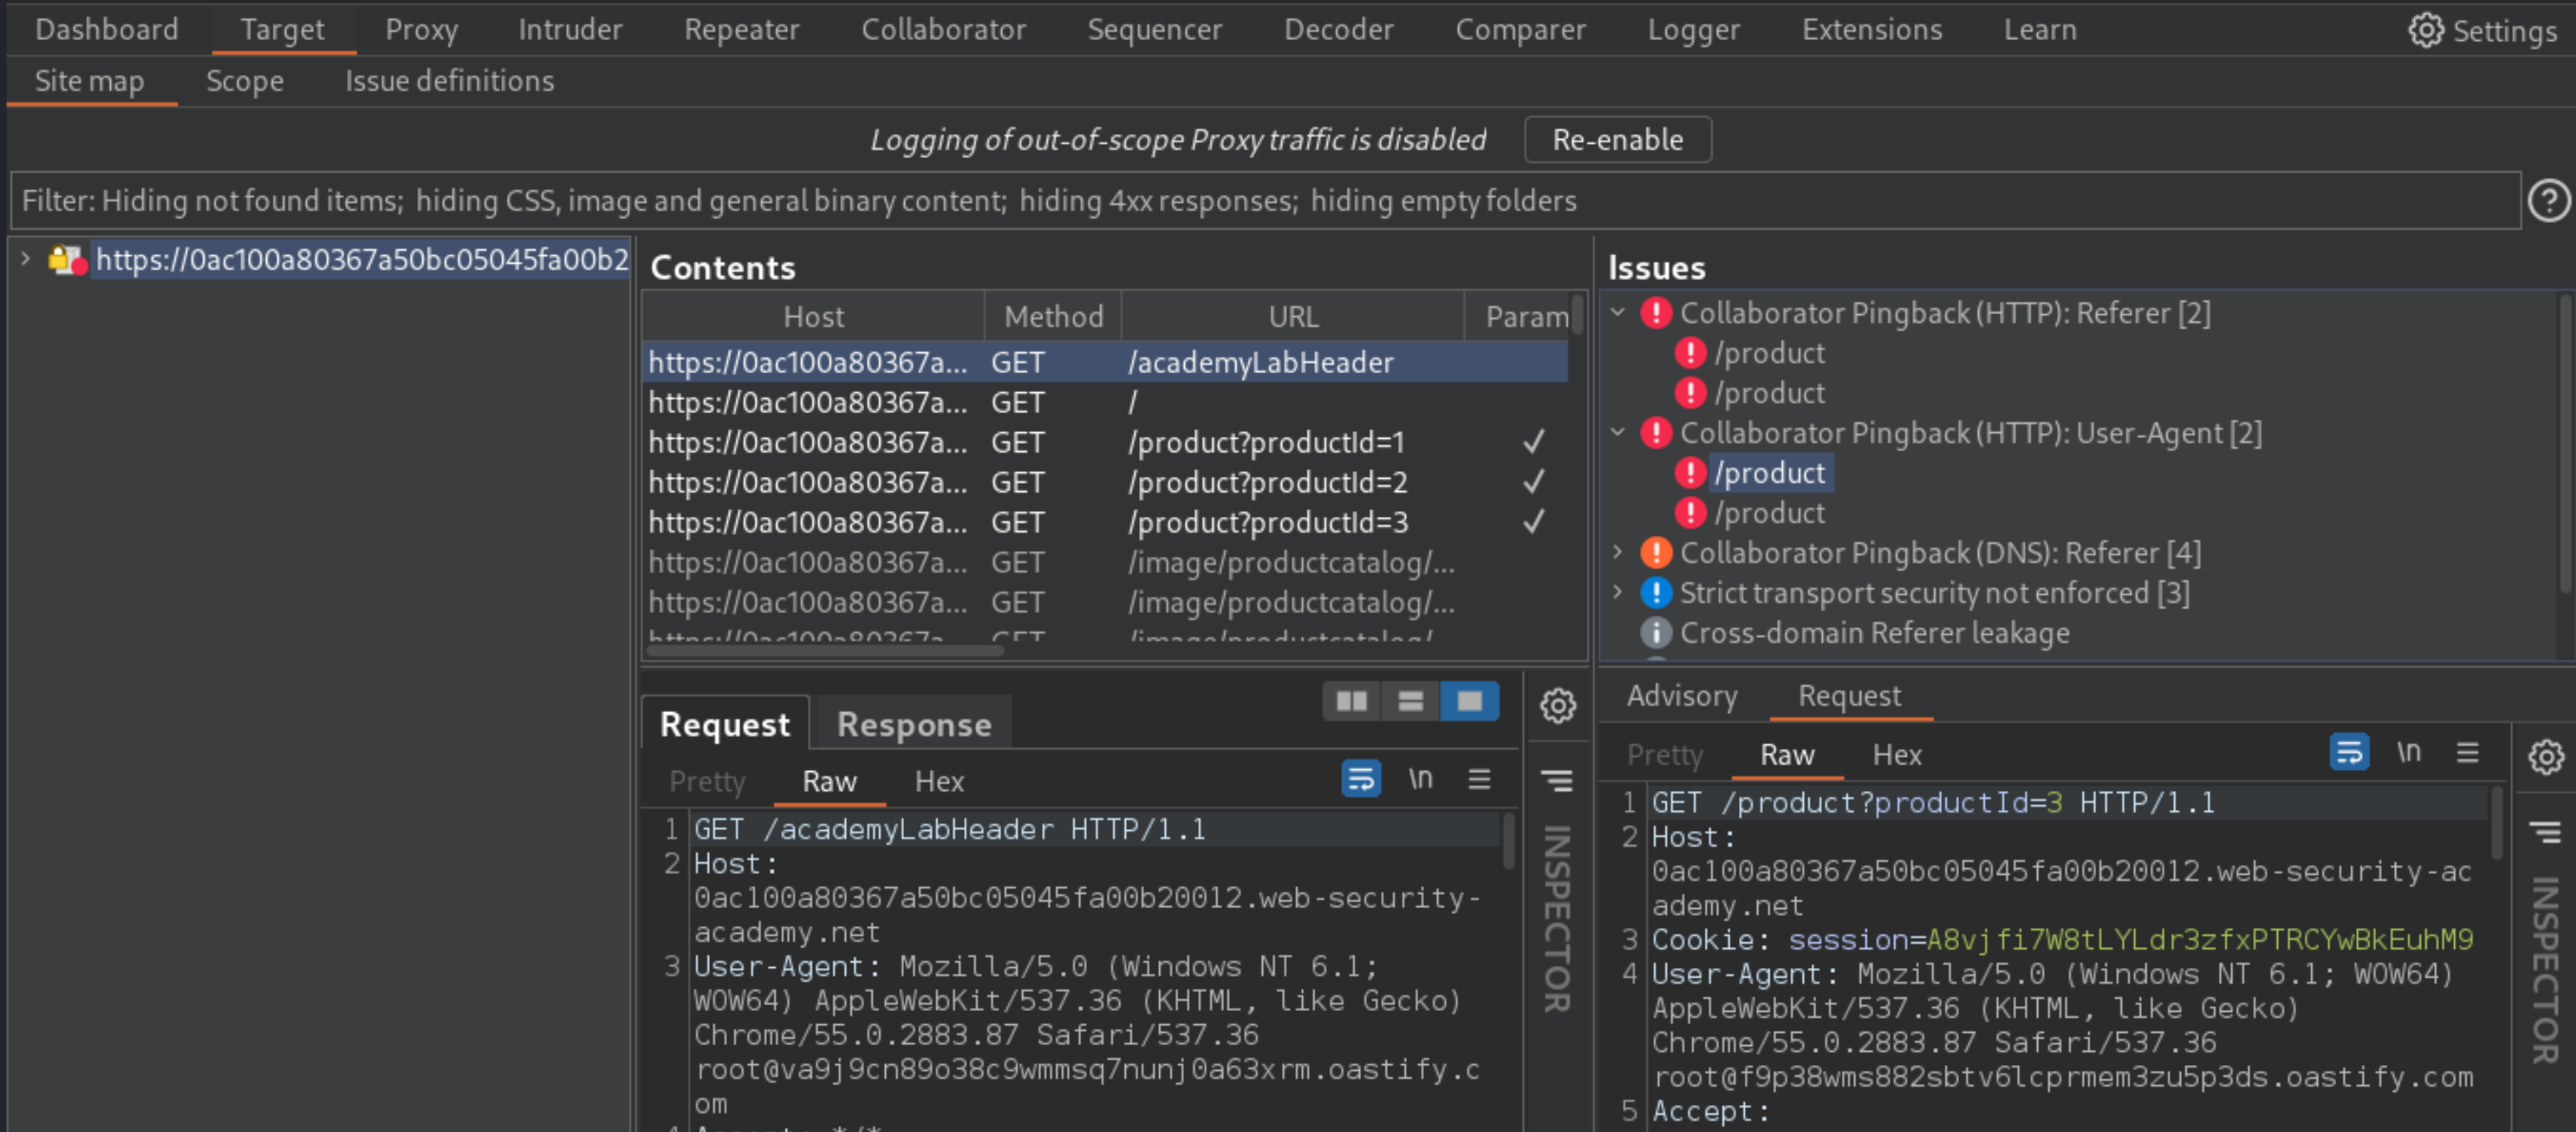 Dashboard Target Proxy Intruder Repeater Collaborator Sequencer Decoder Comparer Logger Extensions Learn Settings
Site map Scope Issue definitions
Logging of out-of-scope Proxy traffic is disabled Re-enable
Filter: Hiding not found items; hiding CSS, image and general binary content; hiding 4xx responses; hiding empty folders ?
https://0ac100a80367a50bc05045fa00b2
Contents
Host Method URL Param
https://0ac100a80367a... GET /academyLabHeader
https://0ac100a80367a... GET /
https://0ac100a80367a... GET /product?productId=1 ✓
https://0ac100a80367a... GET /product?productId=2 ✓
https://0ac100a80367a... GET /product?productId=3 ✓
https://0ac100a80367a... GET /image/productcatalog/...
https://0ac100a80367a... GET /image/productcatalog/...
https://0ac100a80367a... GET /image/productcatalog/...
Request Response
Pretty Raw Hex \n
1 GET /academyLabHeader HTTP/1.1
2 Host:
0ac100a80367a50bc05045fa00b20012.web-security-
academy.net
3 User-Agent: Mozilla/5.0 (Windows NT 6.1;
WOW64) AppleWebKit/537.36 (KHTML, like Gecko)
Chrome/55.0.2883.87 Safari/537.36
root@va9j9cn89o38c9wmmsq7nunj0a63xrm.oastify.c
om
4 Accept: */*
INSPECTOR
Issues
Collaborator Pingback (HTTP): Referer [2]
/product
/product
Collaborator Pingback (HTTP): User-Agent [2]
/product
/product
Collaborator Pingback (DNS): Referer [4]
Strict transport security not enforced [3]
Cross-domain Referer leakage
Advisory Request
Pretty Raw Hex \n
1 GET /product?productId=3 HTTP/1.1
2 Host:
0ac100a80367a50bc05045fa00b20012.web-security-ac
ademy.net
3 Cookie: session=A8vjfi7W8tLYLdr3zfxPTRCYwBkEuhM9
4 User-Agent: Mozilla/5.0 (Windows NT 6.1; WOW64)
AppleWebKit/537.36 (KHTML, like Gecko)
Chrome/55.0.2883.87 Safari/537.36
root@f9p38wms882sbtv6lcprmem3zu5p3ds.oastify.com
5 Accept:
INSPECTOR